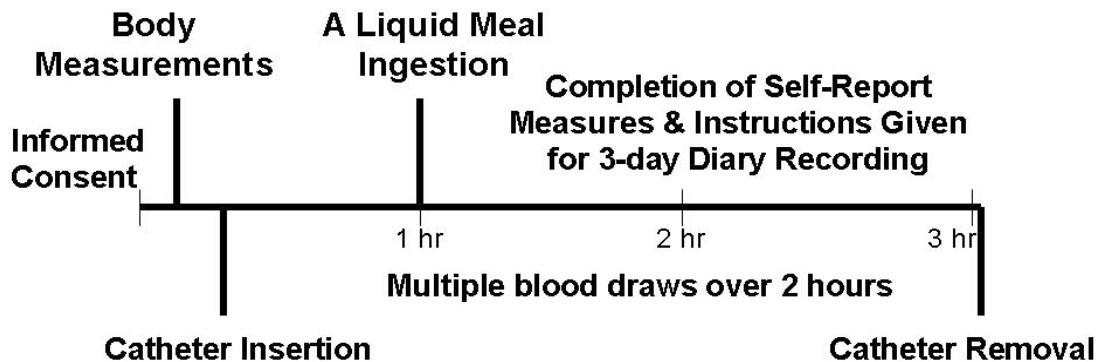 Body
Measurements
A Liquid Meal
Ingestion
Completion of Self-Report
Measures & Instructions Given
for 3-day Diary Recording
Informed
Consent
1 hr
2 hr
3 hr
Multiple blood draws over 2 hours
Catheter Insertion
Catheter Removal